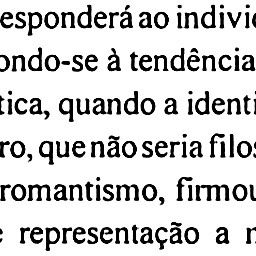 esponderá ao indivi
ondo-se à tendência
tica, quando a identi
ro, que não seria filos
romantismo, firmou
representação a n